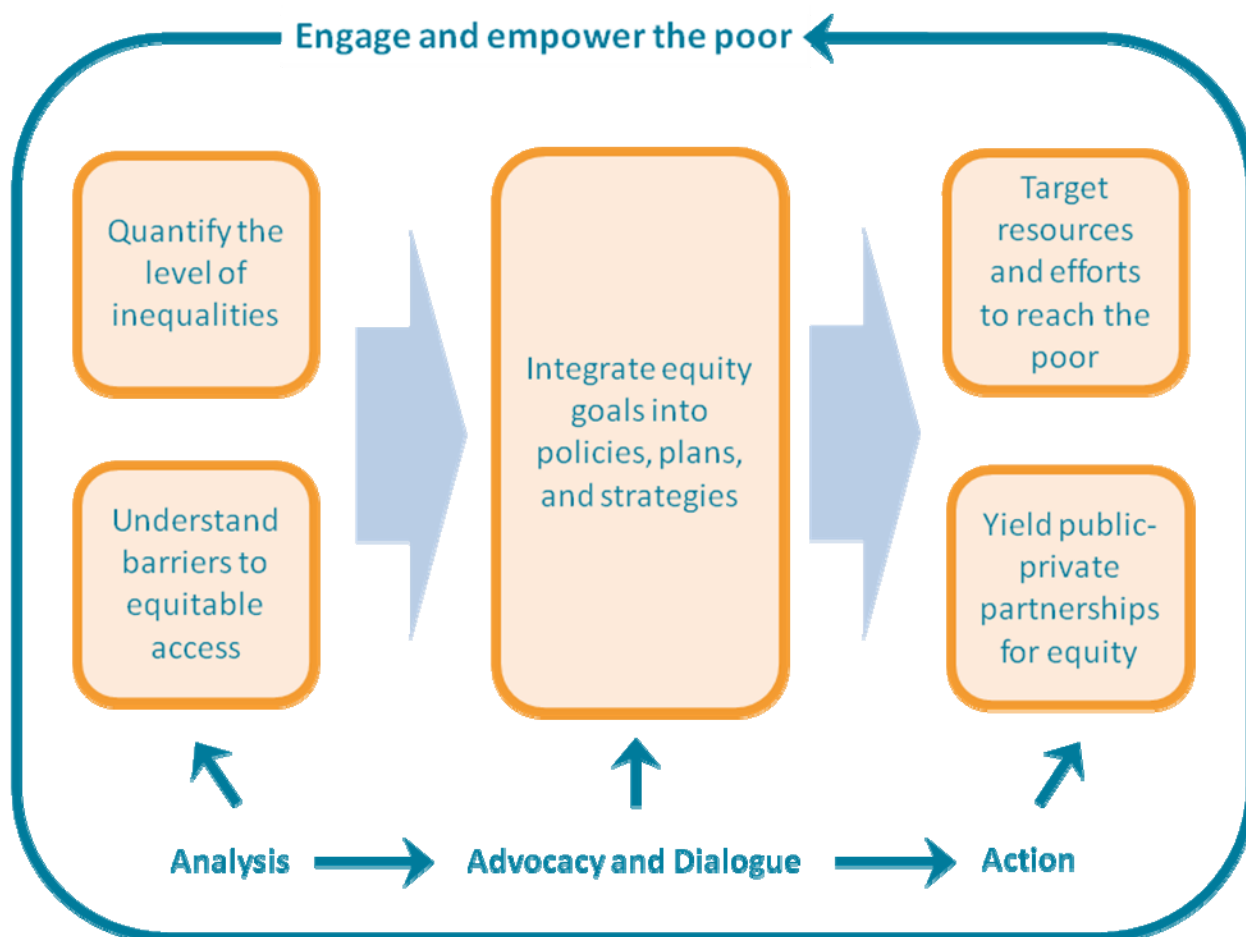 Engage and empower the poor
Quantify the
level of
inequalities
Understand
barriers to
equitable
access
Integrate equity
goals into
policies, plans,
and strategies
Target
resources
and efforts
to reach the
poor
Yield public-
private
partnerships
for equity
Analysis
Advocacy and Dialogue
Action